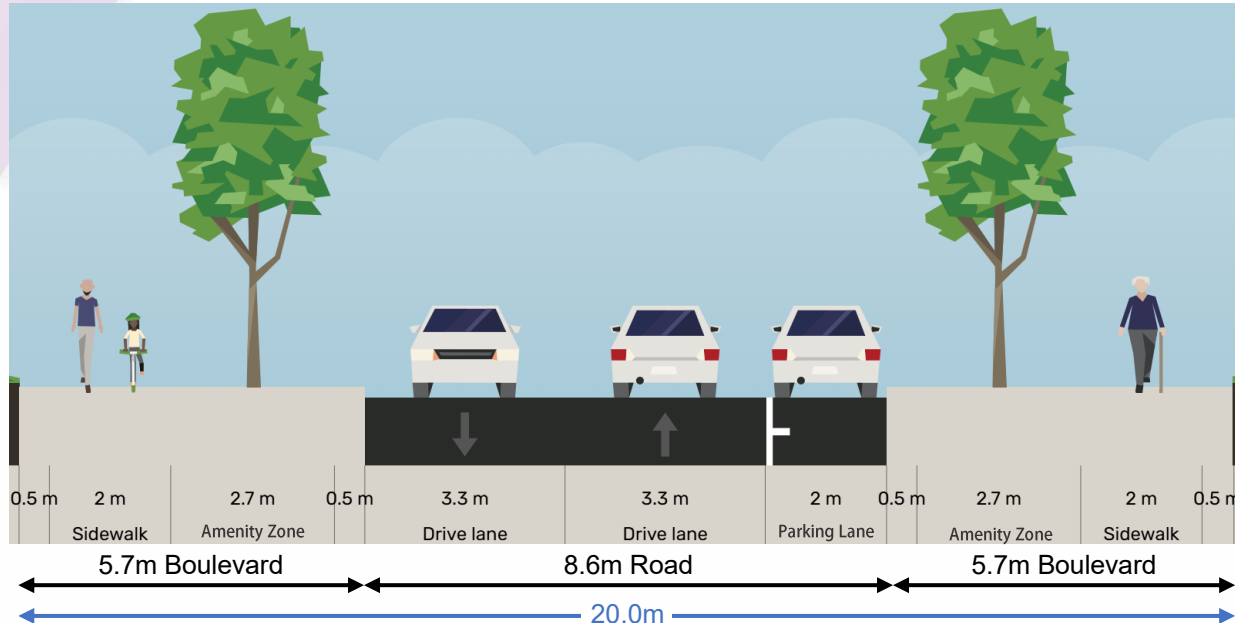 0.5 m 2 m 2.7 m 0.5 m 3.3 m 3.3 m 2 m 0.5 m 2.7 m 2 m 0.5 m
Sidewalk Amenity Zone Drive lane Drive lane Parking Lane Amenity Zone Sidewalk
5.7m Boulevard 8.6m Road 5.7m Boulevard
20.0m